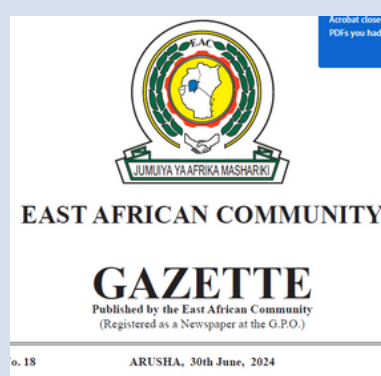 Acrobat close
PDFs you had
EAC
JUMUIYA YA AFRIKA MASHARIKI
EAST AFRICAN COMMUNITY
GAZETTE
Published by the East African Community
(Registered as a Newspaper at the G.P.O.)
o. 18
ARUSHA, 30th June, 2024